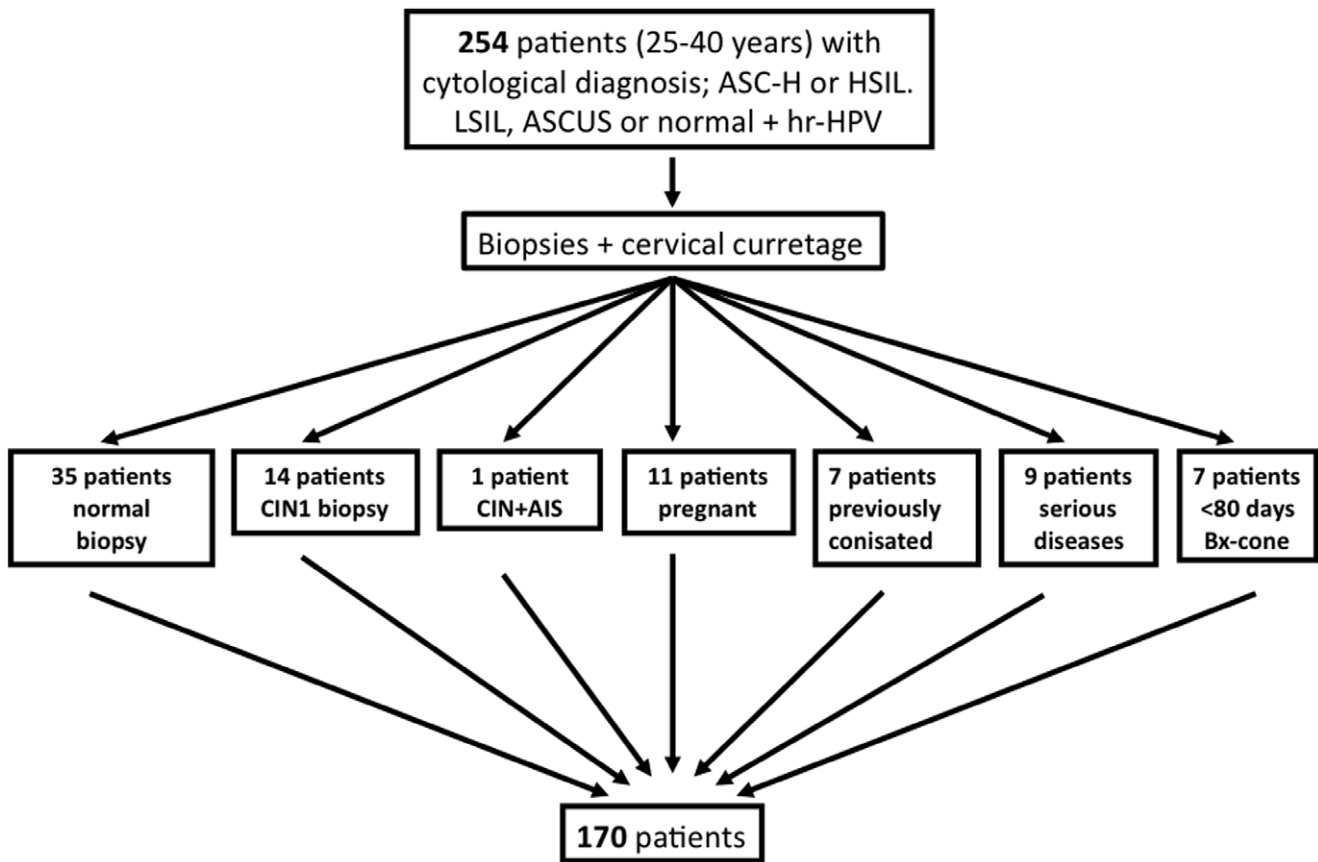 254 patients (25-40 years) with
cytological diagnosis; ASC-H or HSIL.
LSIL, ASCUS or normal + hr-HPV
Biopsies + cervical curretage
35 patients
normal
biopsy
14 patients
CIN1 biopsy
1 patient
CIN+AIS
11 patients
pregnant
7 patients
previously
conisated
9 patients
serious
diseases
7 patients
<80 days
Bx-cone
170 patients